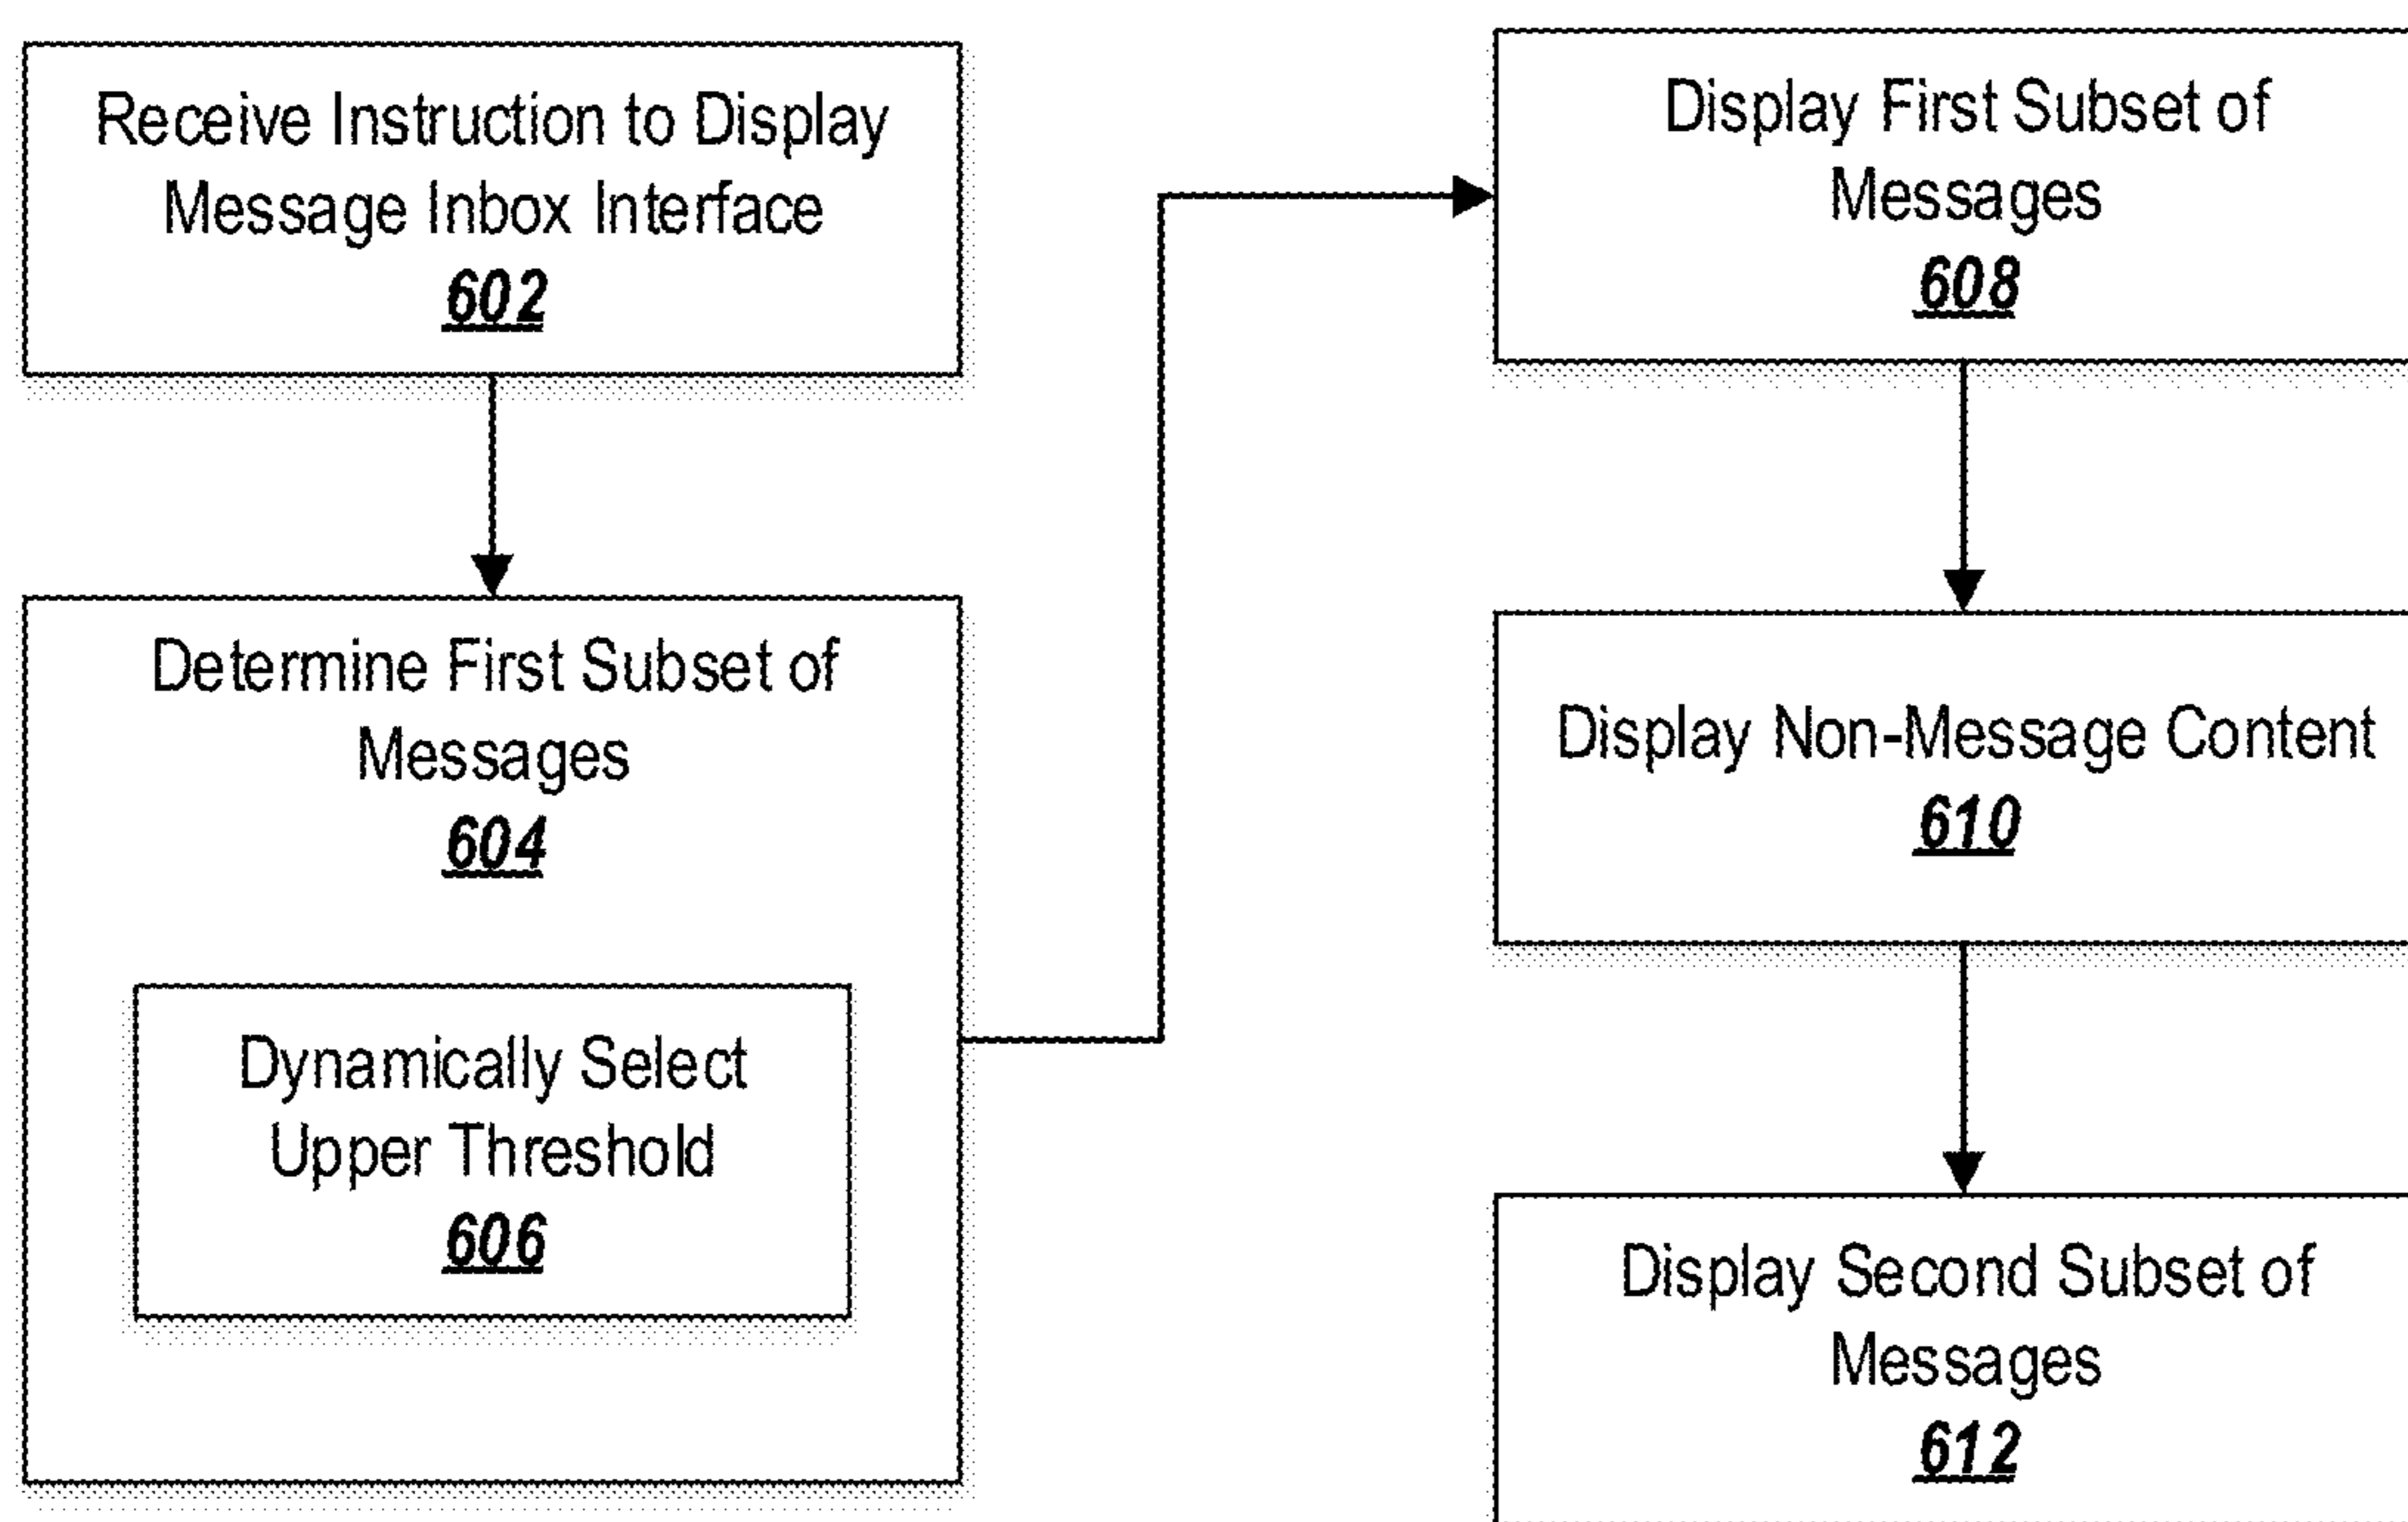 Receive Instruction to Display
Message Inbox Interface
602
Determine First Subset of
Messages
604
Dynamically Select
Upper Threshold
606
Display First Subset of
Messages
608
Display Non-Message Content
610
Display Second Subset of
Messages
612